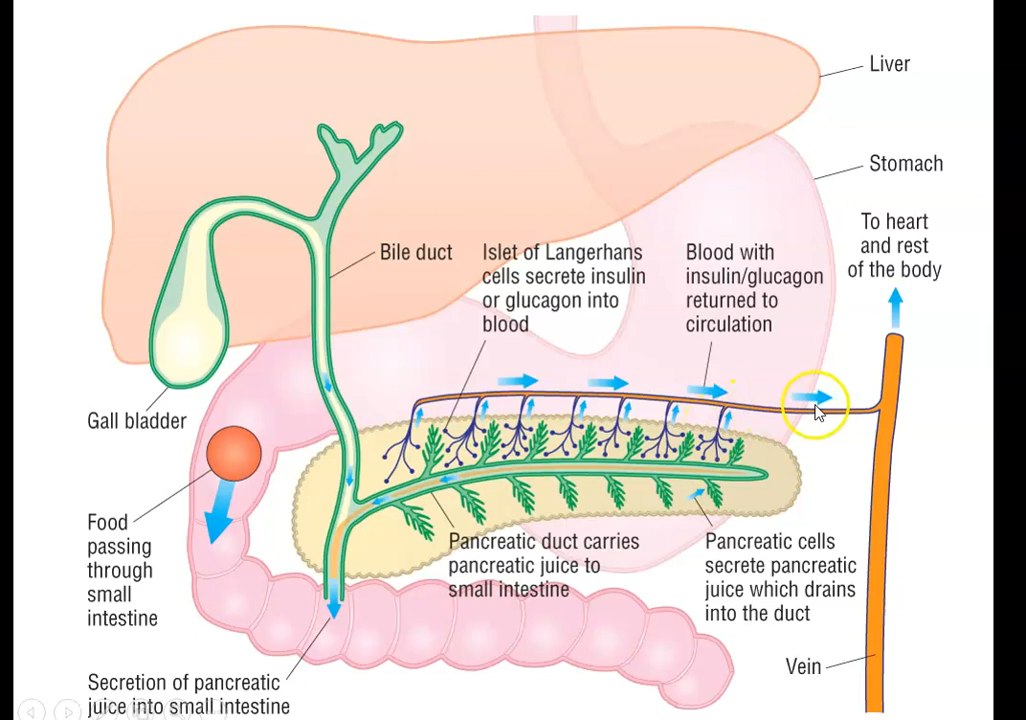 Liver
Stomach
To heart
and rest
of the body
Bile duct
Islet of Langerhans
cells secrete insulin
or glucagon into
blood
Blood with
insulin/glucagon
returned to
circulation
Gall bladder
Food
passing
through
small
intestine
Pancreatic duct carries
pancreatic juice to
small intestine
Pancreatic cells
secrete pancreatic
juice which drains
into the duct
Vein
Secretion of pancreatic
juice into small intestine